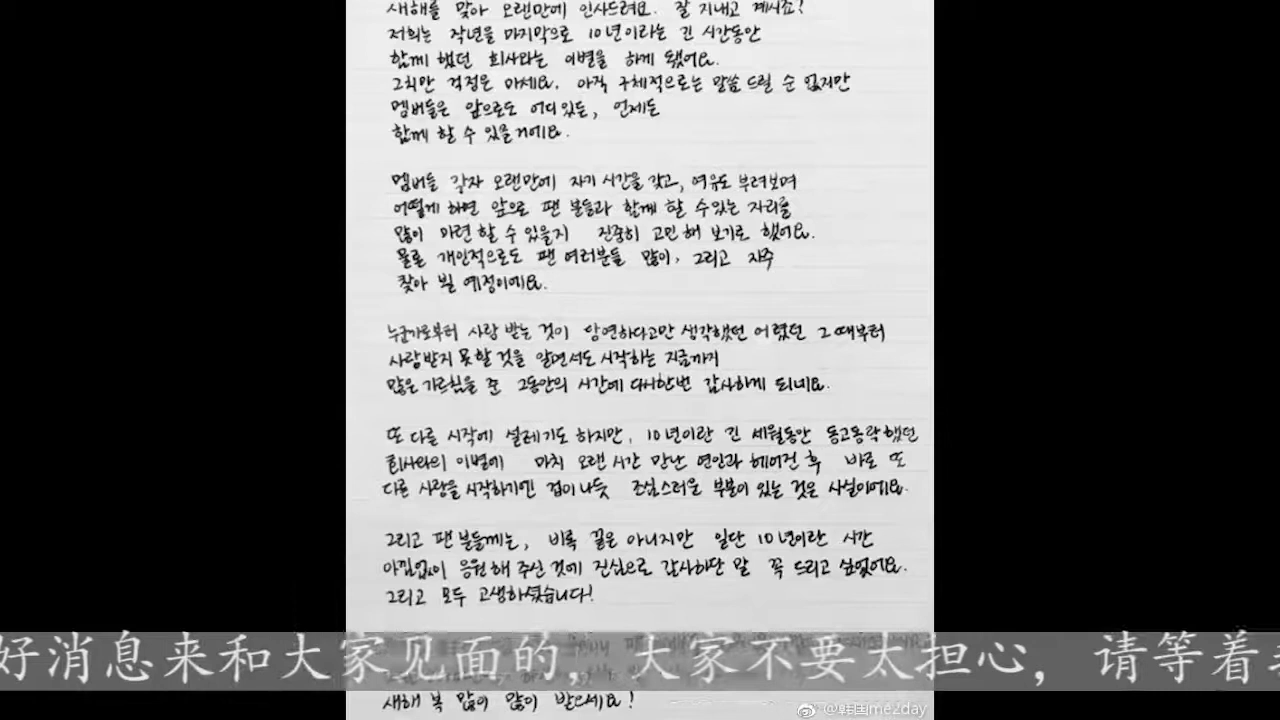 새해를 맞아 오랜만에 인사드려요. 잘 지내고 계시죠?
저희는 작년을 마지막으로 10년이라는 긴 시간동안
함께 했던 회사와는 이별을 하게 됐어요.
그치만 걱정은 마세요. 아직 구체적으로는 말씀 드릴 순 없지만
멤버들은 앞으로도 어디있든, 언제든
함께 할 수 있을거에요.
멤버들 각자 오랜만에 자기 시간을 갖고, 여유도 부려보며
어떻게 하면 앞으로 팬 분들과 함께 할 수있는 자리를
많이 마련 할 수 있을지 진중히 고민해 보기로 했어요.
물론 개인적으로도 팬 여러분들 많이, 그리고 자주
찾아 뵐 예정이에요.
누군가로부터 사랑 받는 것이 당연하다고만 생각했던 어렸던 그 때부터
사랑받지 못할 것을 알면서도 시작하는 지금까지
많은 가르침을 준 그동안의 시간에 다시한번 감사하게 되네요.
또 다를 시작에 설레기도 하지만, 10년이란 긴 세월동안 동고동락했던
회사와의 이별에 마치 오랜 시간 만난 연인과 헤어진 후 바로 또
다른 사랑을 시작하기엔 겁이 나듯 조심스러운 부분이 있는 것은 사실이에요.
그리고 팬 분들께는, 비록 끝은 아니지만 일단 10년이란 시간
아낌없이 응원해 주신 것에 진심으로 감사하단 말 꼭 드리고 싶었어요.
그리고 모두 고생하셨습니다!
好消息来和大家见面的，大家不要太担心，请等着
새해 복 많이 많이 받으세요!
@韩国me2day